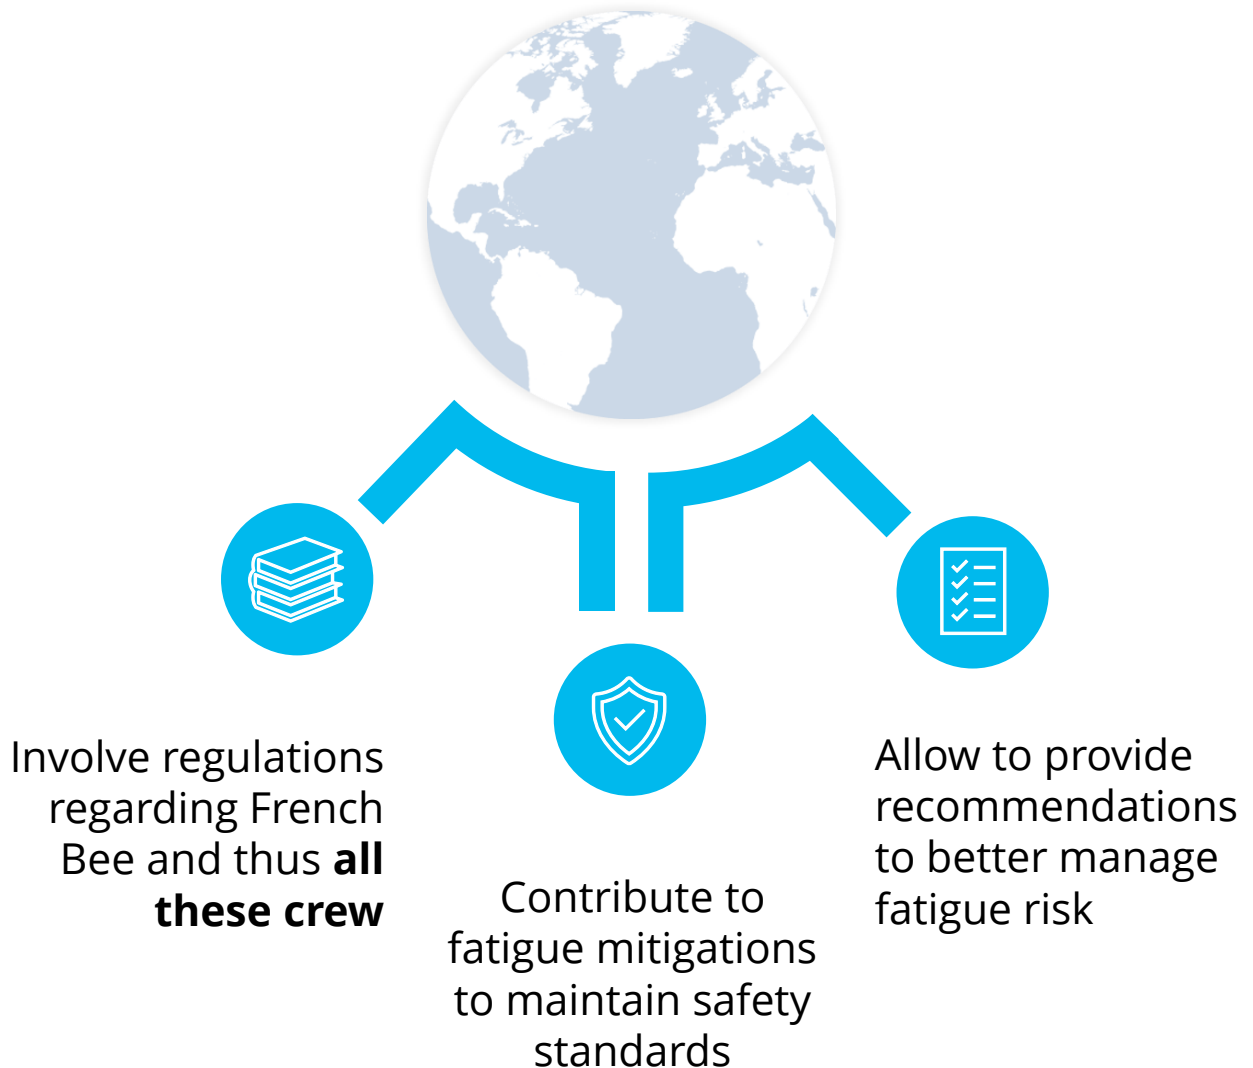 Involve regulations
regarding French
Bee and thus all
these crew
Contribute to
fatigue mitigations
to maintain safety
standards
Allow to provide
recommendations
to better manage
fatigue risk